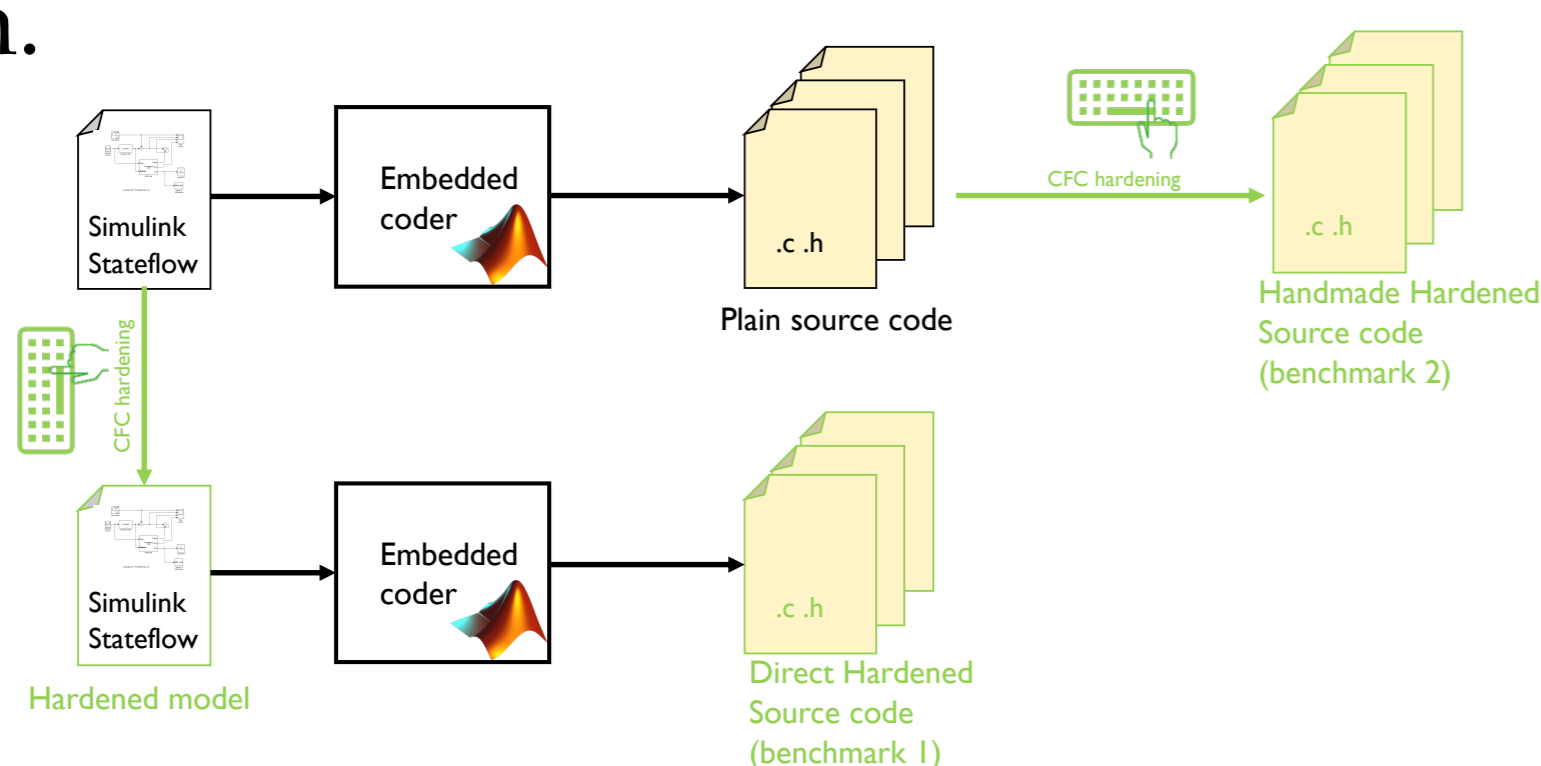 n.
Simulink
Stateflow
Embedded
coder
.c .h
Plain source code
CFC hardening
.c .h
Handmade Hardened
Source code
(benchmark 2)
CFC hardening
Simulink
Stateflow
Hardened model
Embedded
coder
.c .h
Direct Hardened
Source code
(benchmark 1)